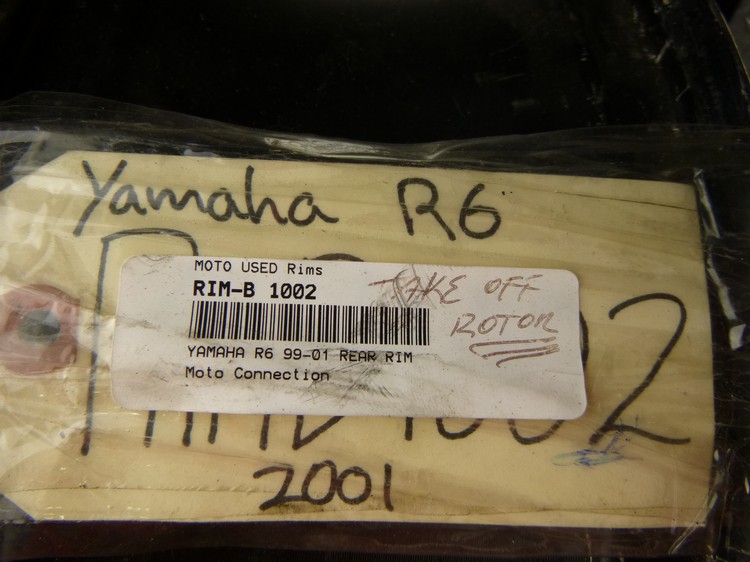 Yamaha R6
MOTO USED Rims
RIM-B 1002
TAKE OFF
ROTOR
YAMAHA R6 99-01 REAR RIM
Moto Connection
2001